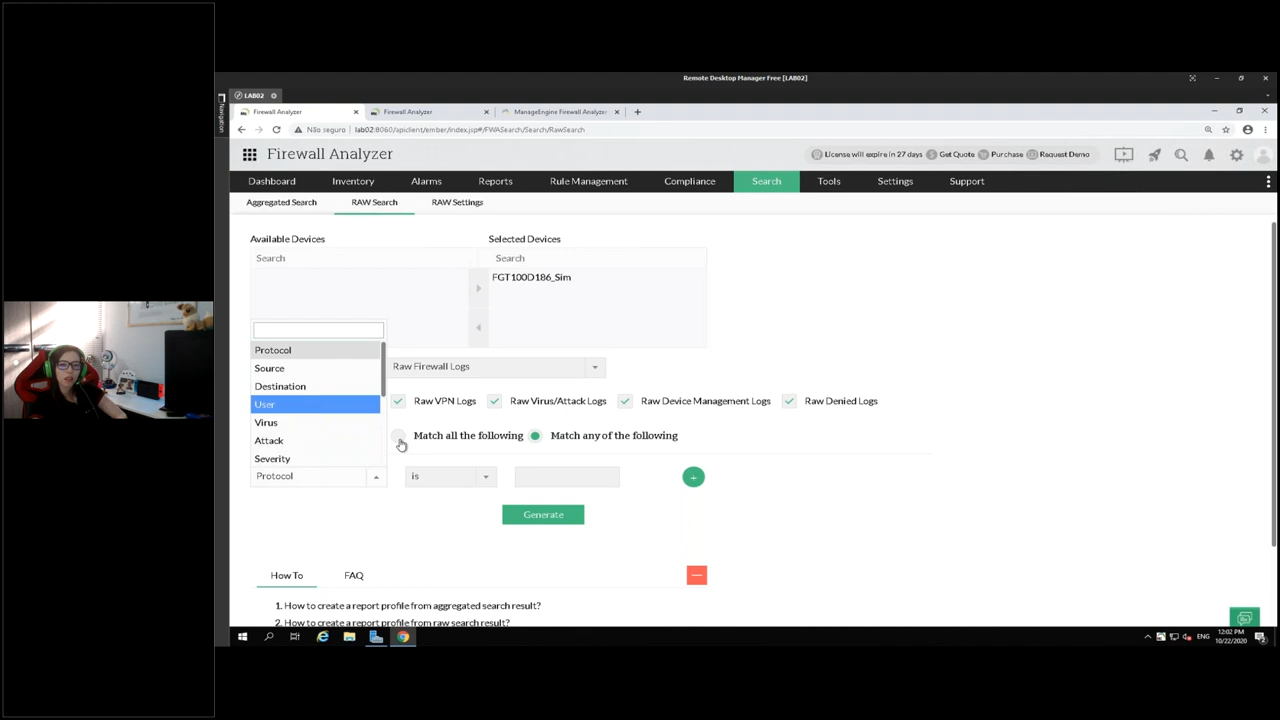 Remote Desktop Manager Free [LAB02]
Navigation
LAB02
Firewall Analyzer
Firewall Analyzer
ManageEngine Firewall Analyzer
Não seguro
lab02:8060/apiclient/ember/index.jsp#/FWASearch/Search/RawSearch
Firewall Analyzer
License will expire in 27 days
Get Quote
Purchase
Request Demo
Dashboard
Inventory
Alarms
Reports
Rule Management
Compliance
Search
Tools
Settings
Support
Aggregated Search
RAW Search
RAW Settings
Available Devices
Selected Devices
Search
Search
FGT100D186_Sim
Protocol
Source
Destination
User
Virus
Attack
Severity
Raw Firewall Logs
Raw VPN Logs
Raw Virus/Attack Logs
Raw Device Management Logs
Raw Denied Logs
Match all the following
Match any of the following
Protocol
is
Generate
How To
FAQ
1. How to create a report profile from aggregated search result?
2. How to create a report profile from raw search result?
ENG
12:02 PM
10/22/2020